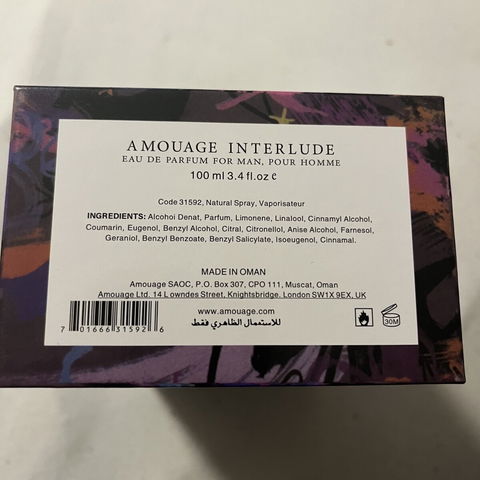 AMOUAGE INTERLUDE
EAU DE PARFUM FOR MAN, POUR HOMME
100 ml 3.4 fl.oz e
Code 31592, Natural Spray, Vaporisateur
INGREDIENTS: Alcohol Denat, Parfum, Limonene, Linalool, Cinnamyl Alcohol,
Coumarin, Eugenol, Benzyl Alcohol, Citral, Citronellol, Anise Alcohol, Farnesol,
Geraniol, Benzyl Benzoate, Benzyl Salicylate, Isoeugenol, Cinnamal.
MADE IN OMAN
Amouage SAOC, P.O. Box 307, CPO 111, Muscat, Oman
Amouage Ltd. 14 Lowndes Street, Knightsbridge, London SW1X 9EX, UK
www.amouage.com
للاستعمال الظاهري فقط
7 01666 31592 6
30M